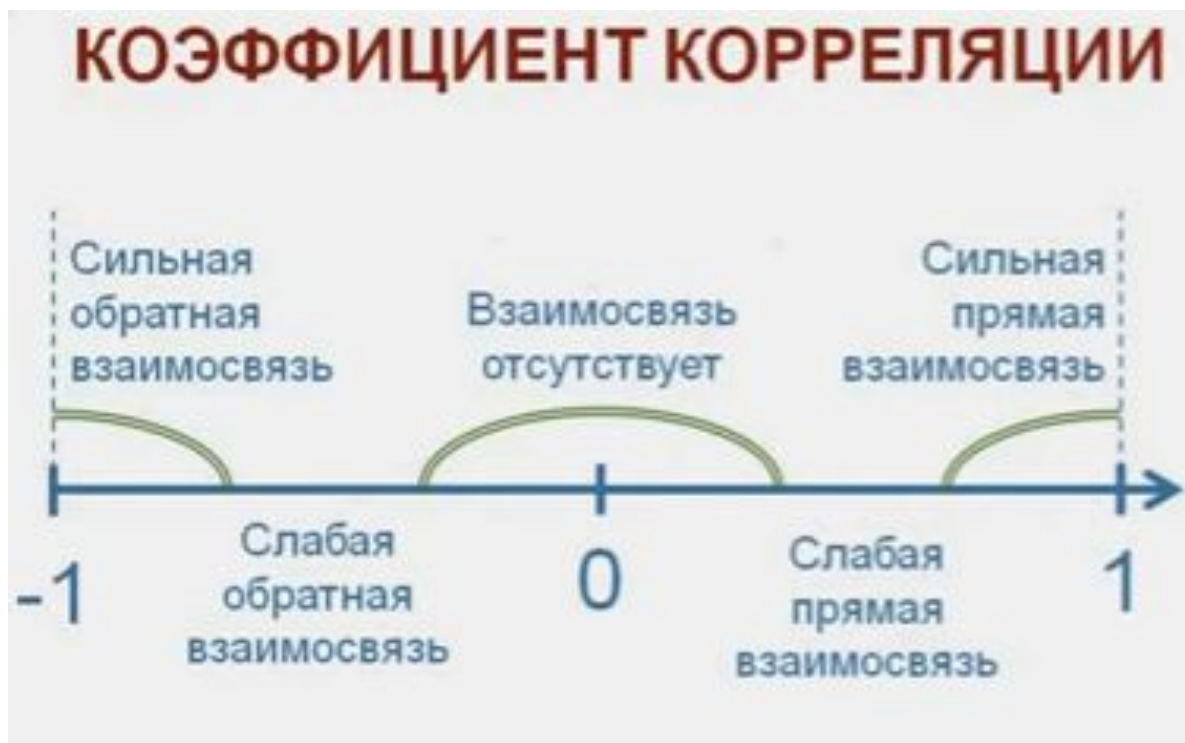 КОЭФФИЦИЕНТ КОРРЕЛЯЦИИ
Сильная
обратная
взаимосвязь
Взаимосвязь
отсутствует
Сильная
прямая
взаимосвязь
-1
Слабая
обратная
взаимосвязь
0
Слабая
прямая
взаимосвязь
1